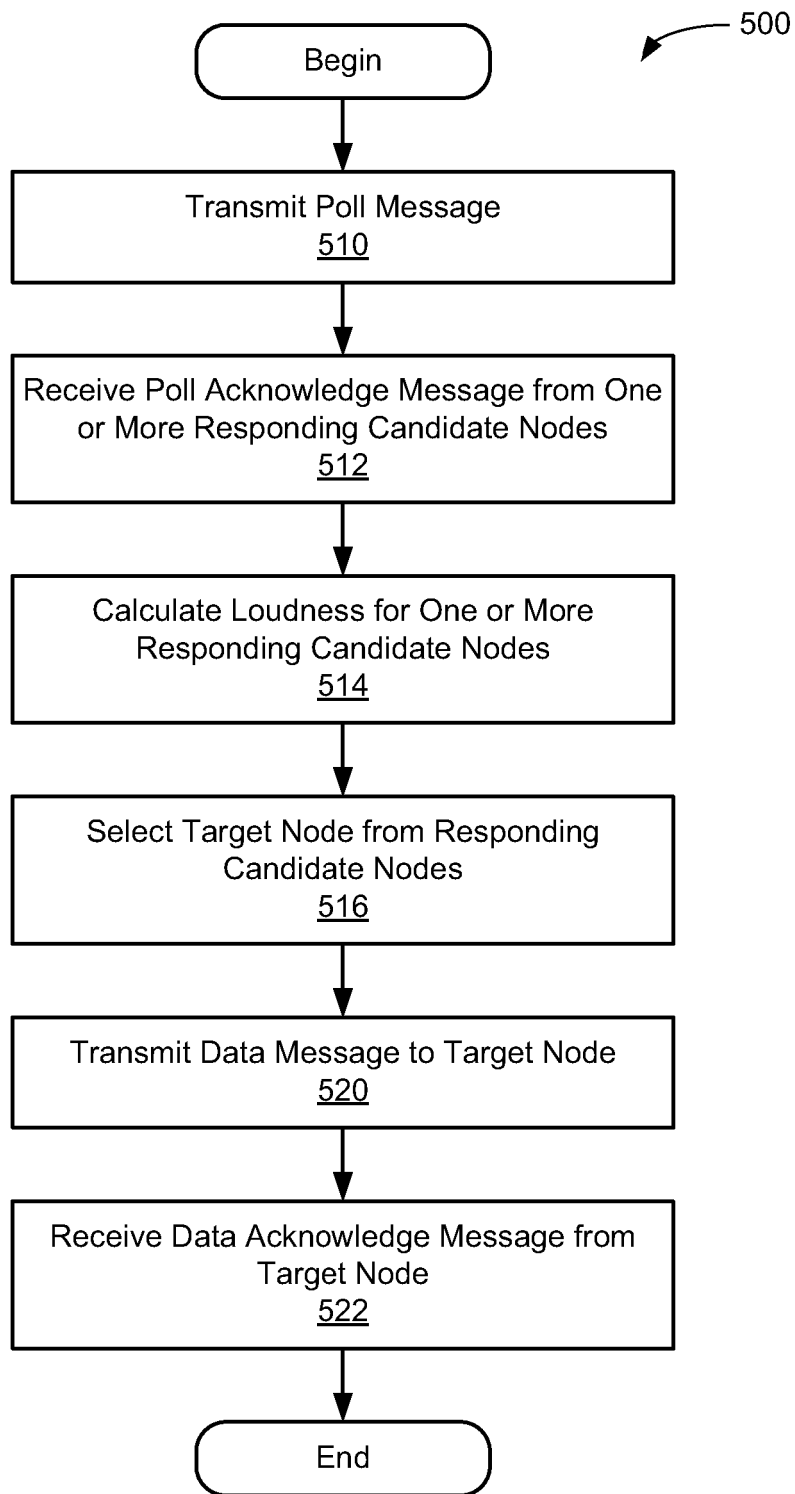 500
Begin
Transmit Poll Message
510
Receive Poll Acknowledge Message from One
or More Responding Candidate Nodes
512
Calculate Loudness for One or More
Responding Candidate Nodes
514
Select Target Node from Responding
Candidate Nodes
516
Transmit Data Message to Target Node
520
Receive Data Acknowledge Message from
Target Node
522
End